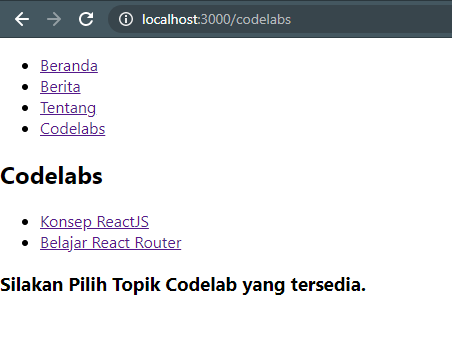 localhost:3000/codelabs
Beranda
Berita
Tentang
Codelabs
Codelabs
Konsep ReactJS
Belajar React Router
Silakan Pilih Topik Codelab yang tersedia.